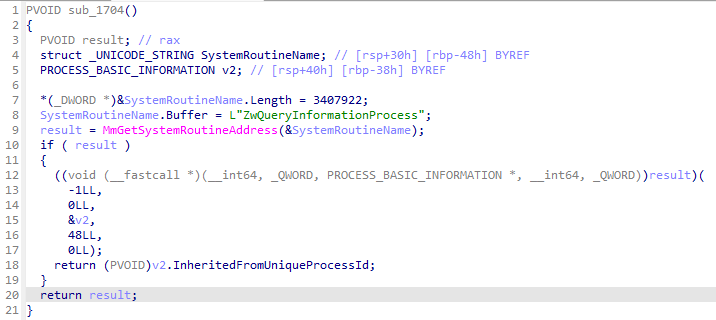 1 PVOID sub_1704()
2 {
3 PVOID result; // rax
4 struct _UNICODE_STRING SystemRoutineName; // [rsp+30h] [rbp-48h] BYREF
5 PROCESS_BASIC_INFORMATION v2; // [rsp+40h] [rbp-38h] BYREF
6
7 *(_DWORD *)&SystemRoutineName.Length = 3407922;
8 SystemRoutineName.Buffer = L"ZwQueryInformationProcess";
9 result = MmGetSystemRoutineAddress(&SystemRoutineName);
10 if ( result )
11 {
12 ((void (__fastcall *)(__int64, _QWORD, PROCESS_BASIC_INFORMATION *, __int64, _QWORD))result)(
13 -1LL,
14 0LL,
15 &v2,
16 48LL,
17 0LL);
18 return (PVOID)v2.InheritedFromUniqueProcessId;
19 }
20 return result;
21 }